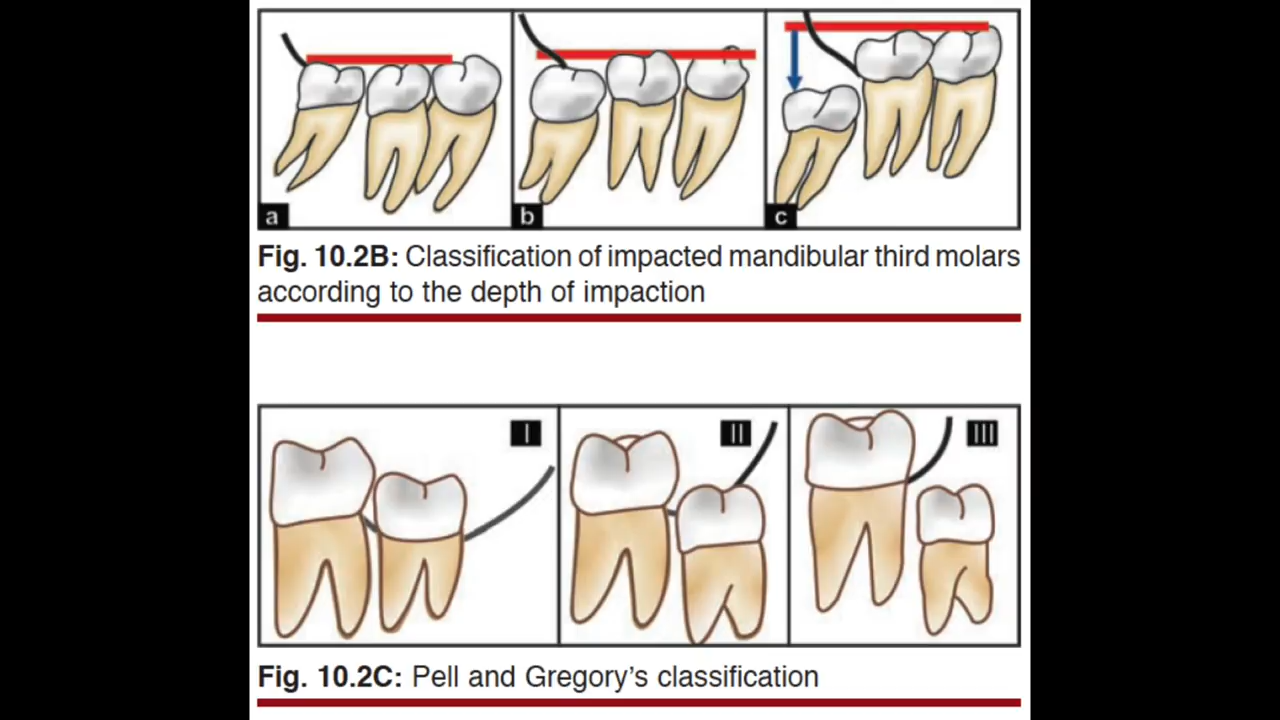 a
b
c
Fig. 10.2B: Classification of impacted mandibular third molars
according to the depth of impaction
I
II
III
Fig. 10.2C: Pell and Gregory’s classification